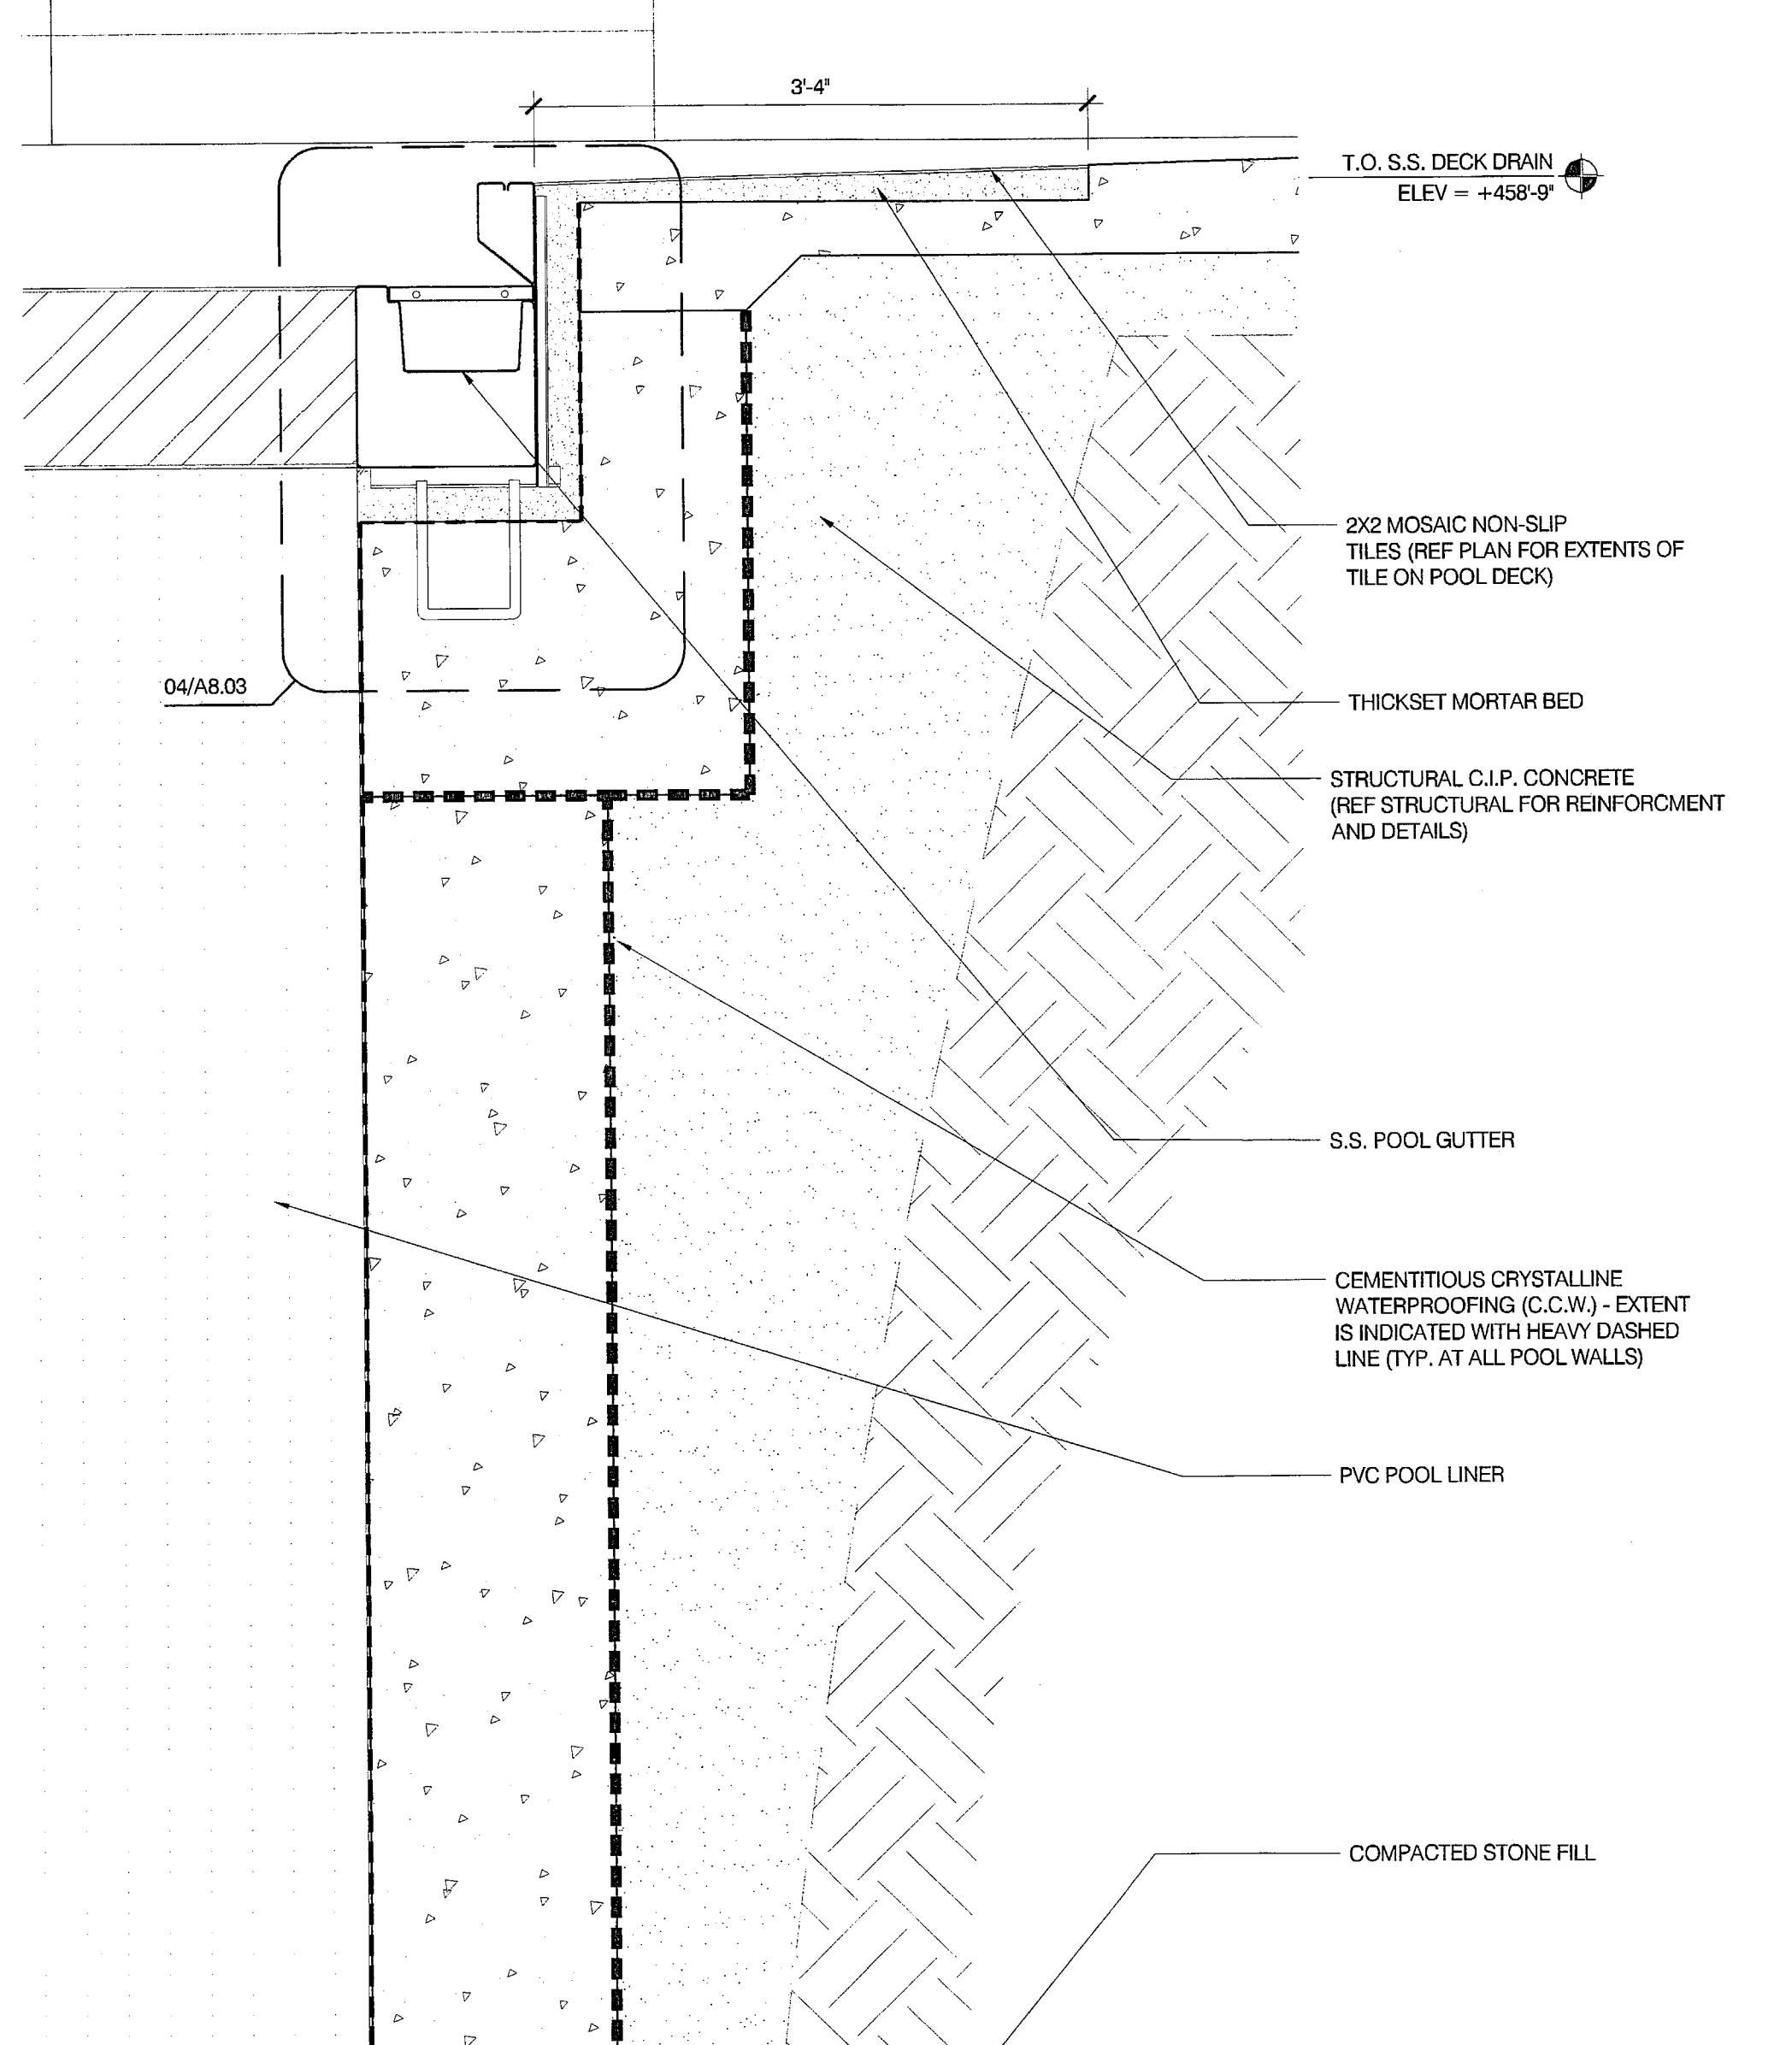 3'-4"
T.O. S.S. DECK DRAIN
ELEV = +458'-9"
2X2 MOSAIC NON-SLIP
TILES (REF PLAN FOR EXTENTS OF
TILE ON POOL DECK)
04/A8.03
THICKSET MORTAR BED
STRUCTURAL C.I.P. CONCRETE
(REF STRUCTURAL FOR REINFORCMENT
AND DETAILS)
S.S. POOL GUTTER
CEMENTITIOUS CRYSTALLINE
WATERPROOFING (C.C.W.) - EXTENT
IS INDICATED WITH HEAVY DASHED
LINE (TYP. AT ALL POOL WALLS)
PVC POOL LINER
COMPACTED STONE FILL